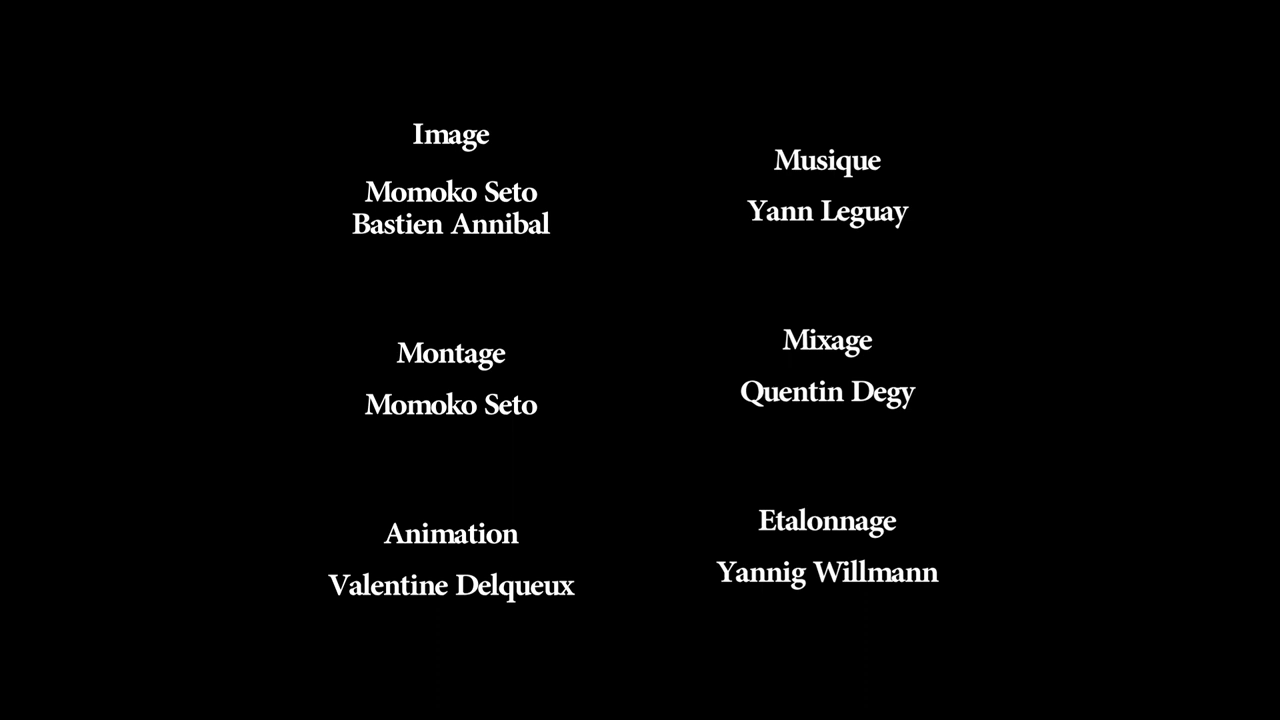 Image
Momoko Seto
Bastien Annibal
Montage
Momoko Seto
Animation
Valentine Delqueux
Musique
Yann Leguay
Mixage
Quentin Degy
Etalonnage
Yannig Willmann